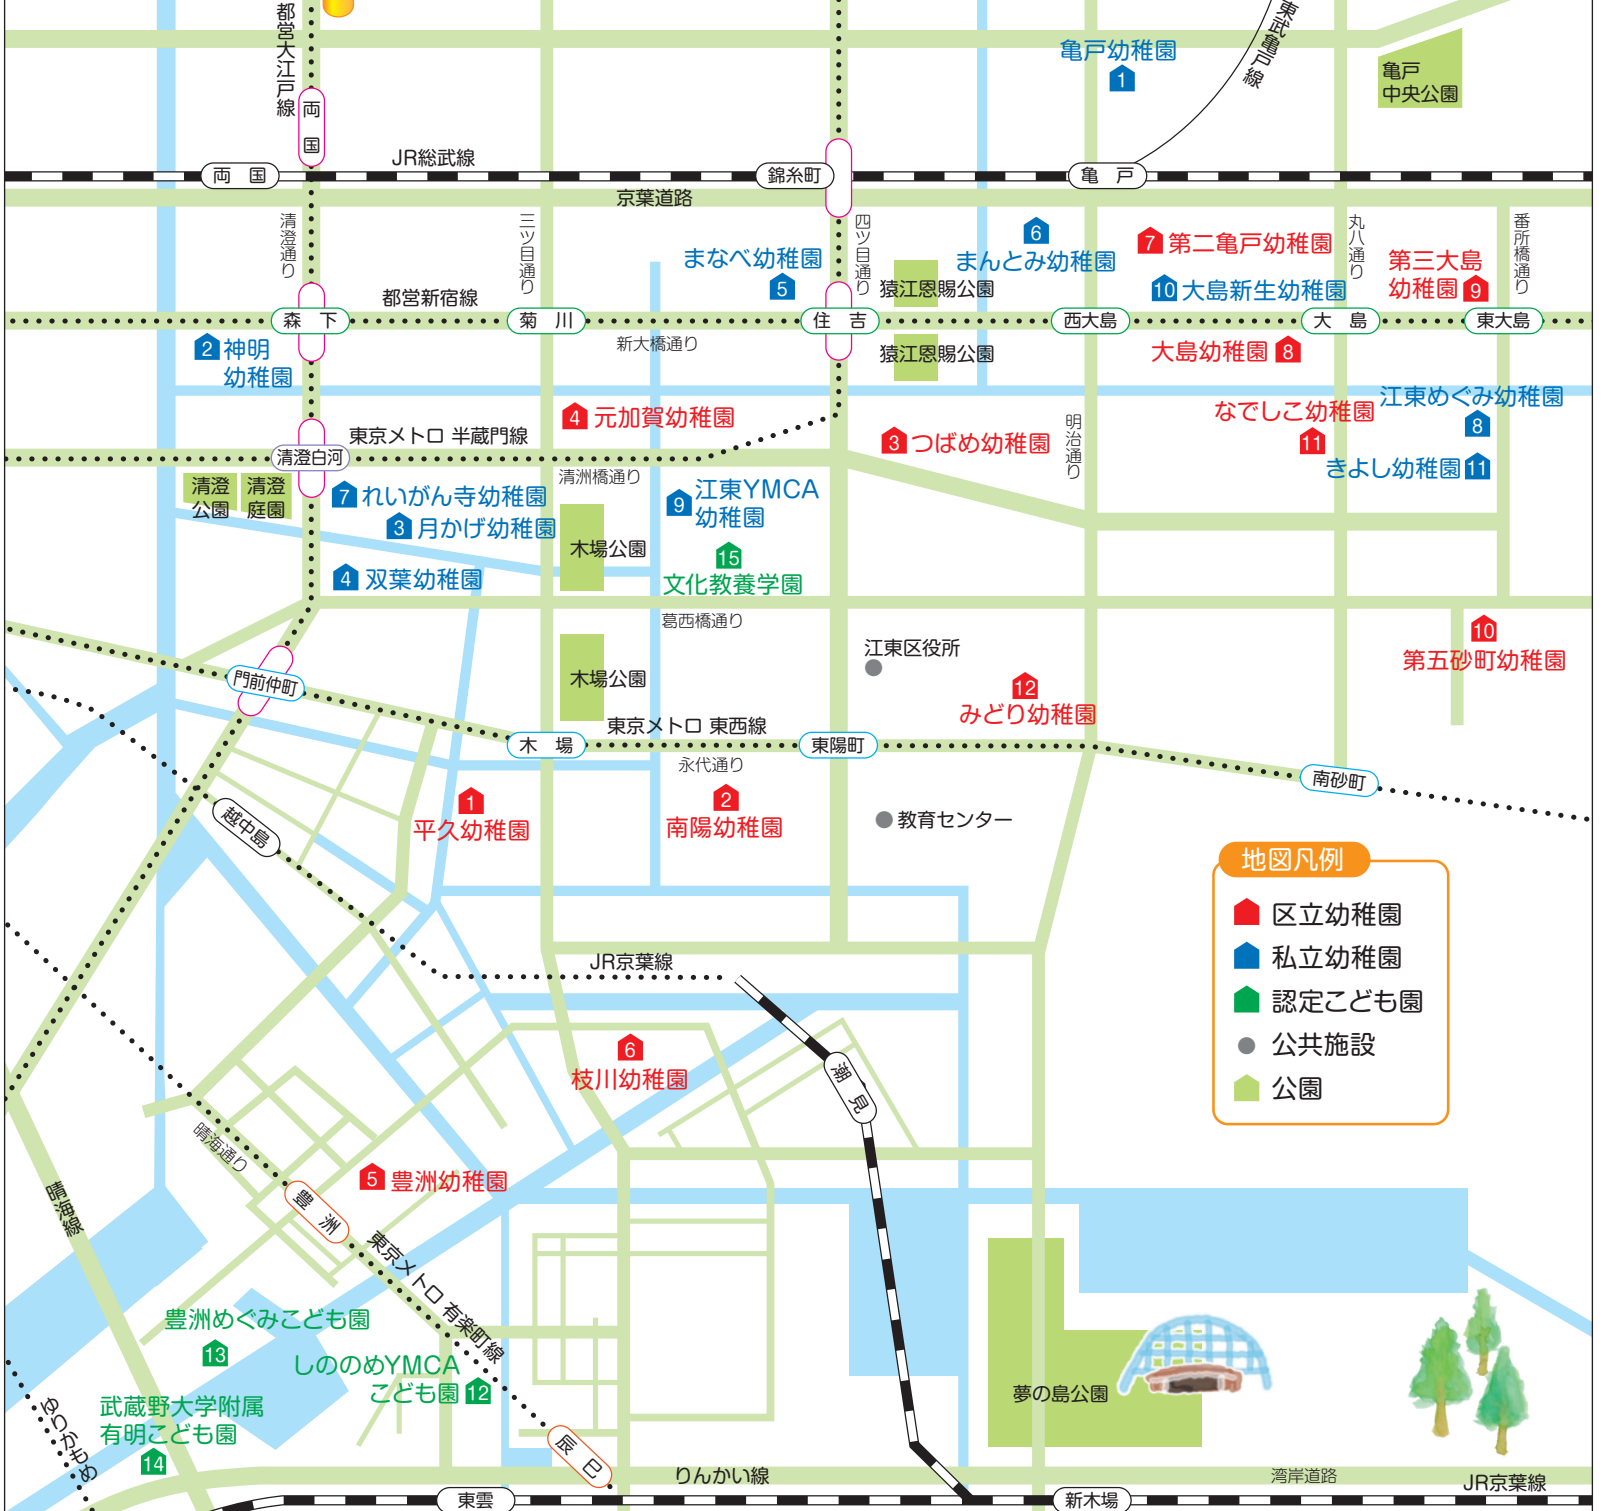 都営大江戸線
東武亀戸線
亀戸幼稚園
1
亀戸
中央公園
両国
JR総武線
両国
錦糸町
亀戸
京葉道路
清澄通り
三ツ目通り
四ツ目通り
丸八通り
番所橋通り
まなべ幼稚園
5
6
まんとみ幼稚園
7 第二亀戸幼稚園
第三大島
幼稚園 9
猿江恩賜公園
10 大島新生幼稚園
都営新宿線
森下
菊川
住吉
西大島
大島
東大島
新大橋通り
2 神明
幼稚園
猿江恩賜公園
大島幼稚園 8
江東めぐみ幼稚園
8
4 元加賀幼稚園
なでしこ幼稚園
11
東京メトロ 半蔵門線
3 つばめ幼稚園
明治通り
清澄白河
きよし幼稚園 11
清洲橋通り
清澄
公園
清澄
庭園
7 れいがん寺幼稚園
3 月かげ幼稚園
9 江東YMCA
幼稚園
木場公園
15
文化教養学園
4 双葉幼稚園
葛西橋通り
10
第五砂町幼稚園
江東区役所
門前仲町
木場公園
12
みどり幼稚園
東京メトロ 東西線
木場
東陽町
永代通り
南砂町
越中島
1
平久幼稚園
2
南陽幼稚園
教育センター
地図凡例
区立幼稚園
私立幼稚園
認定こども園
公共施設
公園
JR京葉線
6
枝川幼稚園
潮見
晴海通り
5 豊洲幼稚園
晴海線
豊洲
東京メトロ 有楽町線
豊洲めぐみこども園
13
しののめYMCA
こども園 12
武蔵野大学附属
有明こども園
14
ゆりかもめ
夢の島公園
辰巳
りんかい線
湾岸道路
JR京葉線
東雲
新木場